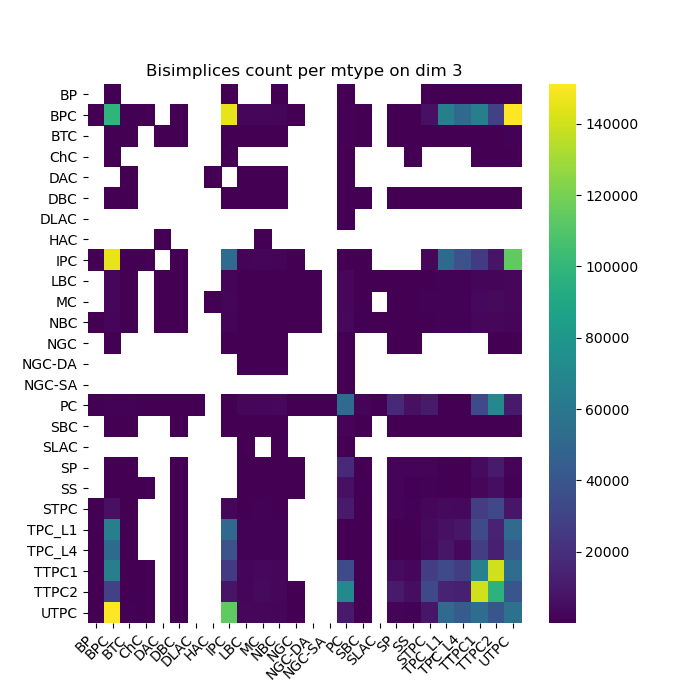 Bisimplices count per mtype on dim 3
BP
BPC
BTC
ChC
DAC
DBC
DLAC
HAC
IPC
LBC
MC
NBC
NGC
NGC-DA
NGC-SA
PC
SBC
SLAC
SP
SS
STPC
TPC_L1
TPC_L4
TTPC1
TTPC2
UTPC
BP
BPC
BTC
ChC
DAC
DBC
DLAC
HAC
IPC
LBC
MC
NBC
NGC
NGC-DA
NGC-SA
PC
SBC
SLAC
SP
SS
STPC
TPC_L1
TPC_L4
TTPC1
TTPC2
UTPC
140000
120000
100000
80000
60000
40000
20000